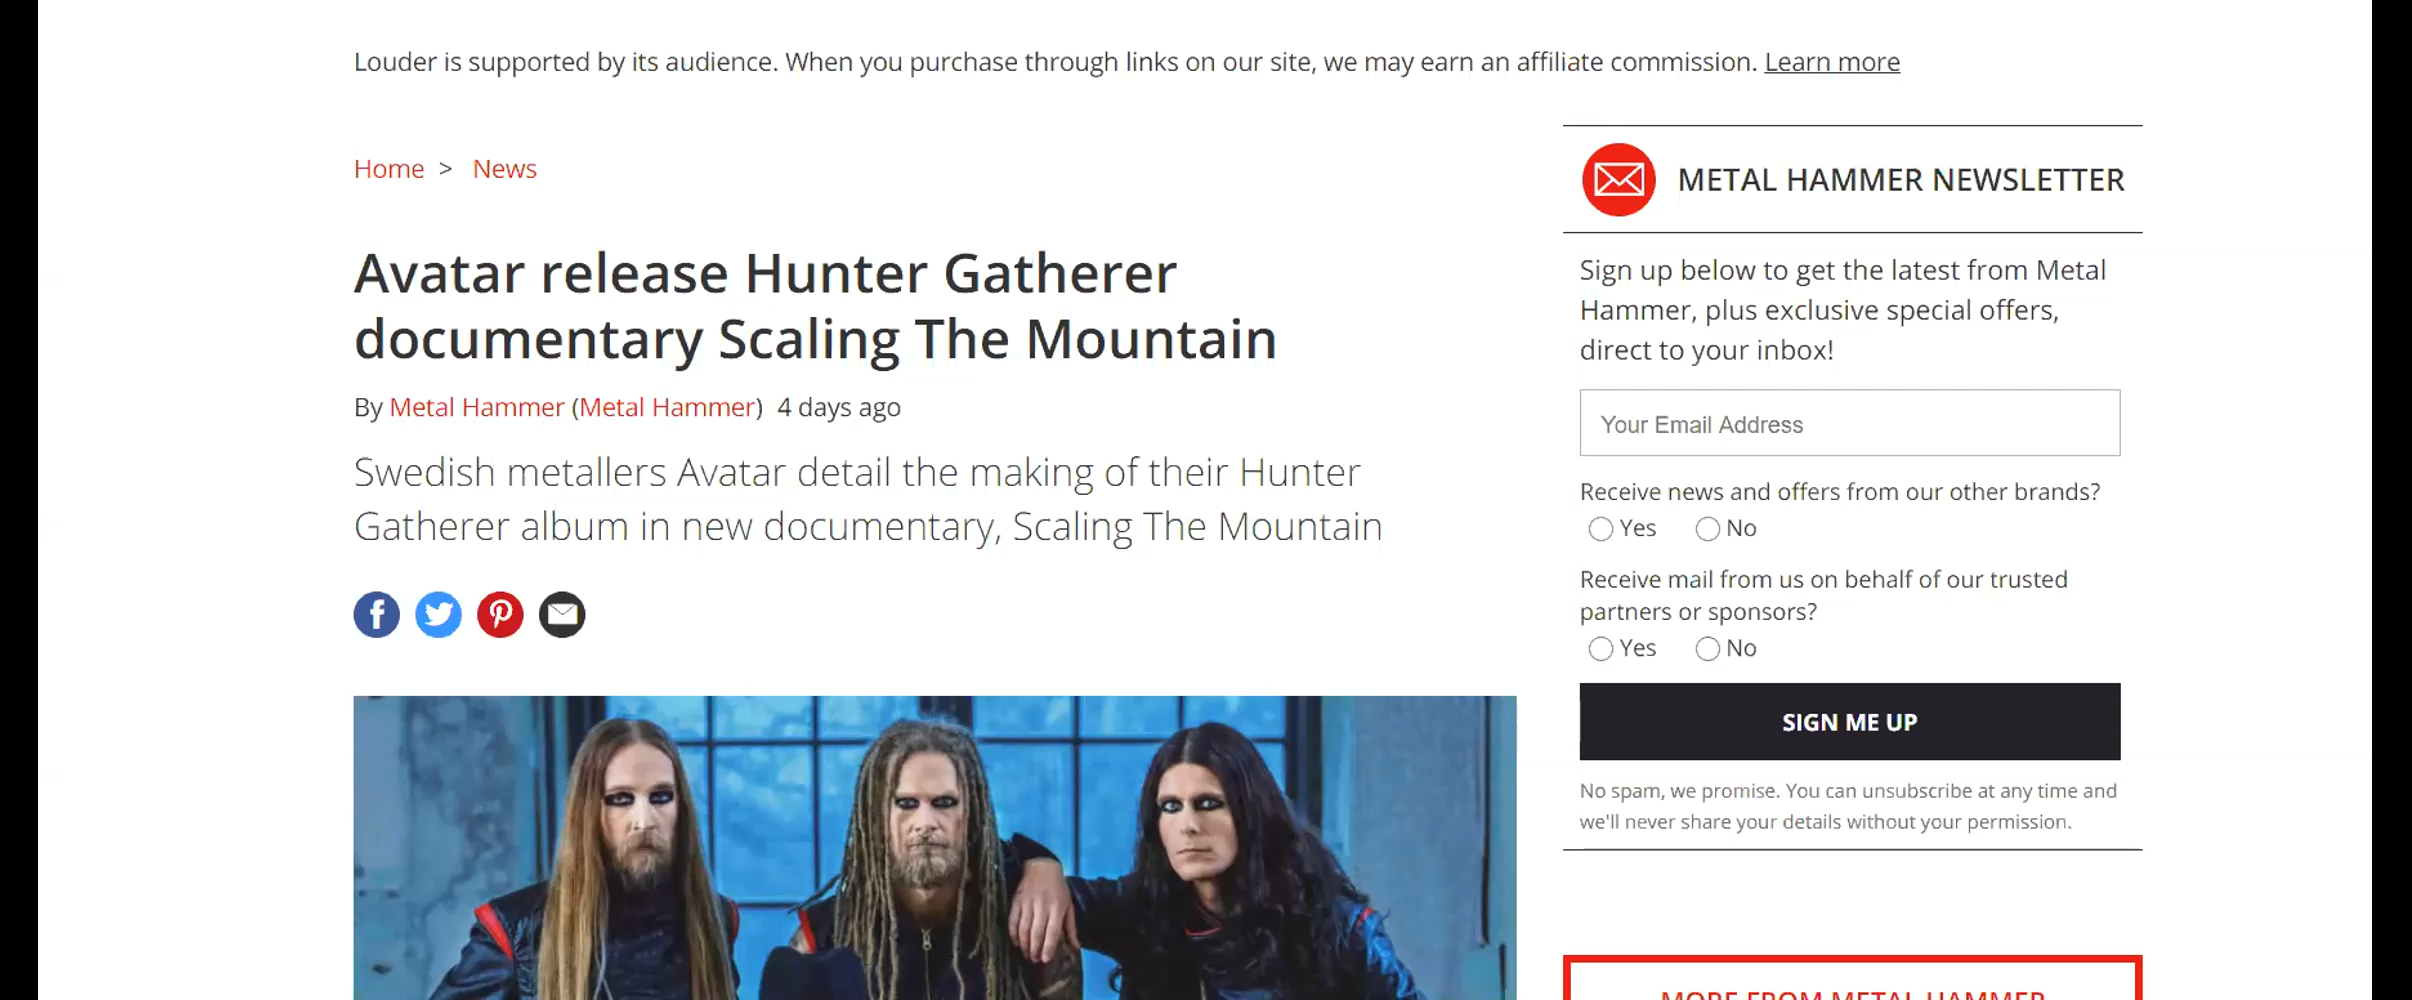 Louder is supported by its audience. When you purchase through links on our site, we may earn an affiliate commission. Learn more
Home > News
Avatar release Hunter Gatherer
documentary Scaling The Mountain
By Metal Hammer (Metal Hammer) 4 days ago
Swedish metallers Avatar detail the making of their Hunter
Gatherer album in new documentary, Scaling The Mountain
METAL HAMMER NEWSLETTER
Sign up below to get the latest from Metal
Hammer, plus exclusive special offers,
direct to your inbox!
Your Email Address
Receive news and offers from our other brands?
Yes No
Receive mail from us on behalf of our trusted
partners or sponsors?
Yes No
SIGN ME UP
No spam, we promise. You can unsubscribe at any time and
we'll never share your details without your permission.
MORE FROM METAL HAMMER